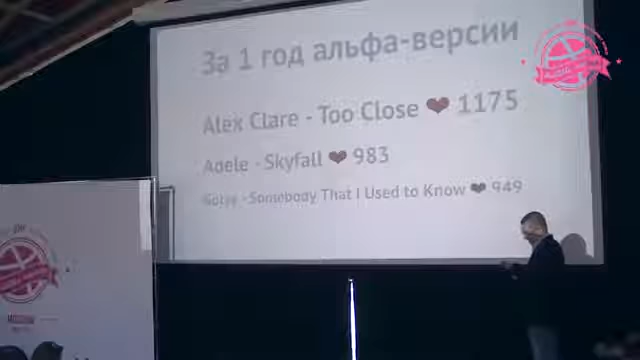 За 1 год альфа-версии
Alex Clare - Too Close ❤ 1175
Adele - Skyfall ❤ 983
Gotye - Somebody That I Used to Know ❤ 949